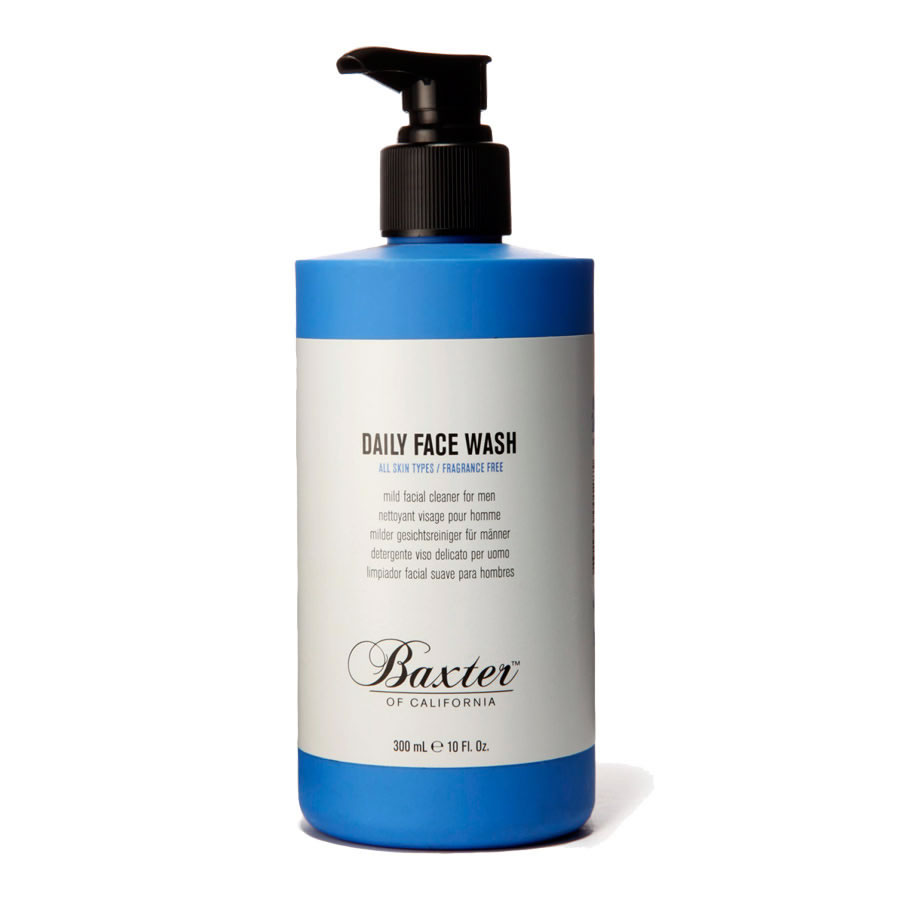 DAILY FACE WASH
ALL SKIN TYPES / FRAGRANCE FREE
mild facial cleaner for men
nettoyant visage pour homme
milder gesichtsreiniger für männer
detergente viso delicato per uomo
limpiador facial suave para hombres
Baxter™
OF CALIFORNIA
300 mL ℮ 10 Fl. Oz.